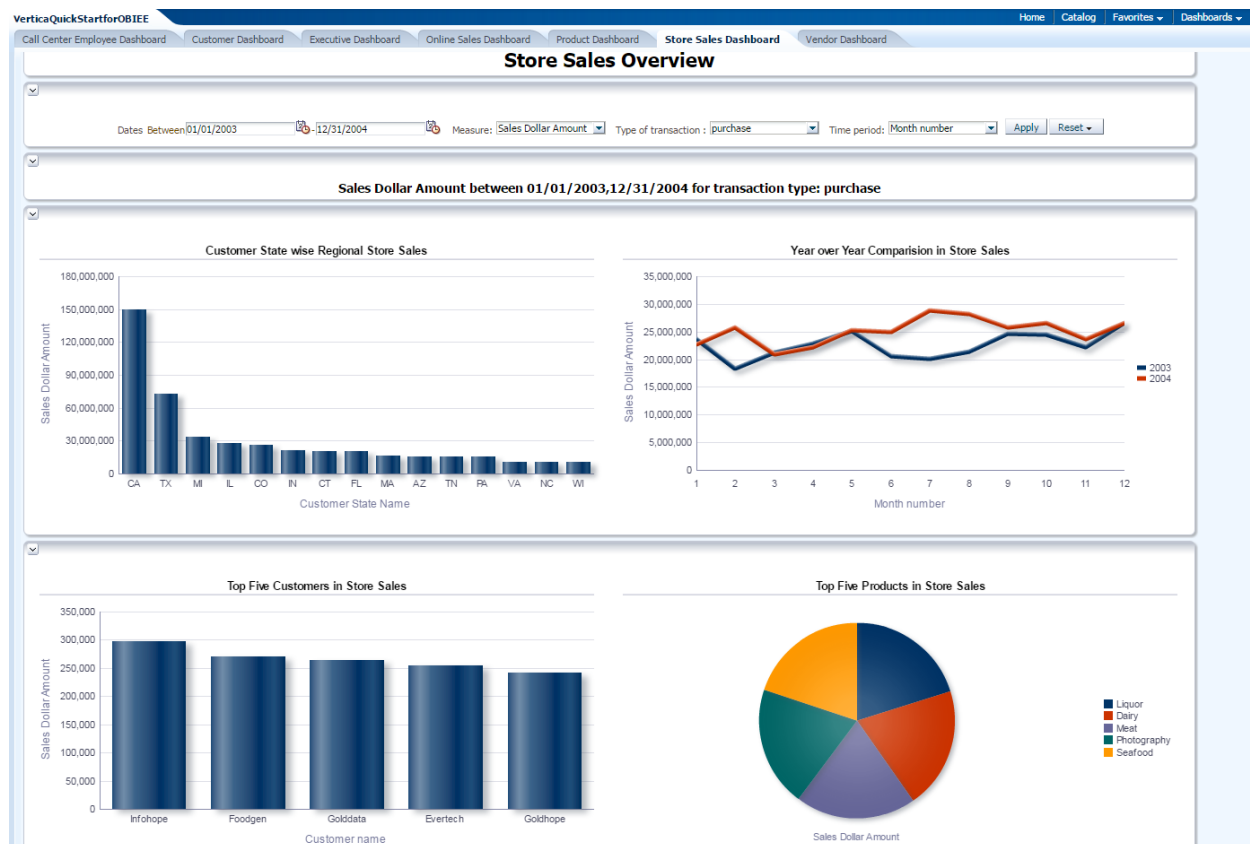 VerticaQuickStartforOBIEE
Home Catalog Favorites Dashboards
Call Center Employee Dashboard Customer Dashboard Executive Dashboard Online Sales Dashboard Product Dashboard Store Sales Dashboard Vendor Dashboard
Store Sales Overview
Dates Between 01/01/2003 - 12/31/2004 Measure: Sales Dollar Amount Type of transaction : purchase Time period: Month number Apply Reset
Sales Dollar Amount between 01/01/2003,12/31/2004 for transaction type: purchase
Customer State wise Regional Store Sales
Sales Dollar Amount
180,000,000
150,000,000
120,000,000
90,000,000
60,000,000
30,000,000
0
CA TX MI IL CO IN CT FL MA AZ TN PA VA NC WI
Customer State Name
Year over Year Comparision in Store Sales
Sales Dollar Amount
35,000,000
30,000,000
25,000,000
20,000,000
15,000,000
10,000,000
5,000,000
0
1 2 3 4 5 6 7 8 9 10 11 12
Month number
2003
2004
Top Five Customers in Store Sales
Sales Dollar Amount
350,000
300,000
250,000
200,000
150,000
100,000
50,000
0
Infohope Foodgen Golddata Evertech Goldhope
Customer name
Top Five Products in Store Sales
Liquor
Dairy
Meat
Photography
Seafood
Sales Dollar Amount